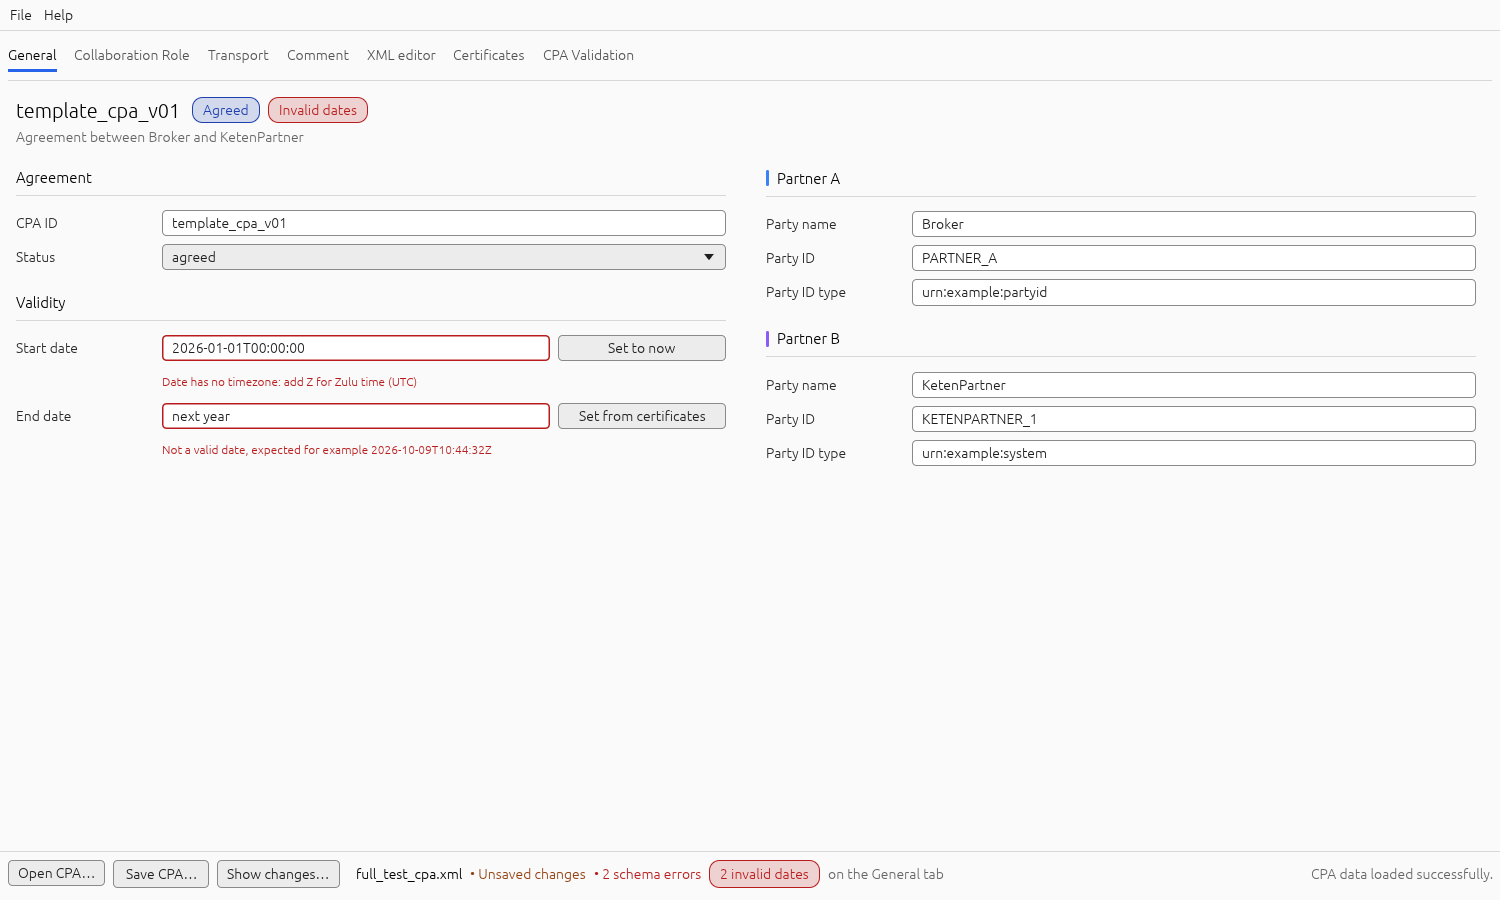 File Help
General Collaboration Role Transport Comment XML editor Certificates CPA Validation
template_cpa_v01 Agreed Invalid dates
Agreement between Broker and KetenPartner
Agreement
CPA ID template_cpa_v01
Status agreed
Validity
Start date 2026-01-01T00:00:00 Set to now
Date has no timezone: add Z for Zulu time (UTC)
End date next year Set from certificates
Not a valid date, expected for example 2026-10-09T10:44:32Z
Partner A
Party name Broker
Party ID PARTNER_A
Party ID type urn:example:partyid
Partner B
Party name KetenPartner
Party ID KETENPARTNER_1
Party ID type urn:example:system
Open CPA... Save CPA... Show changes... full_test_cpa.xml • Unsaved changes • 2 schema errors 2 invalid dates on the General tab CPA data loaded successfully.